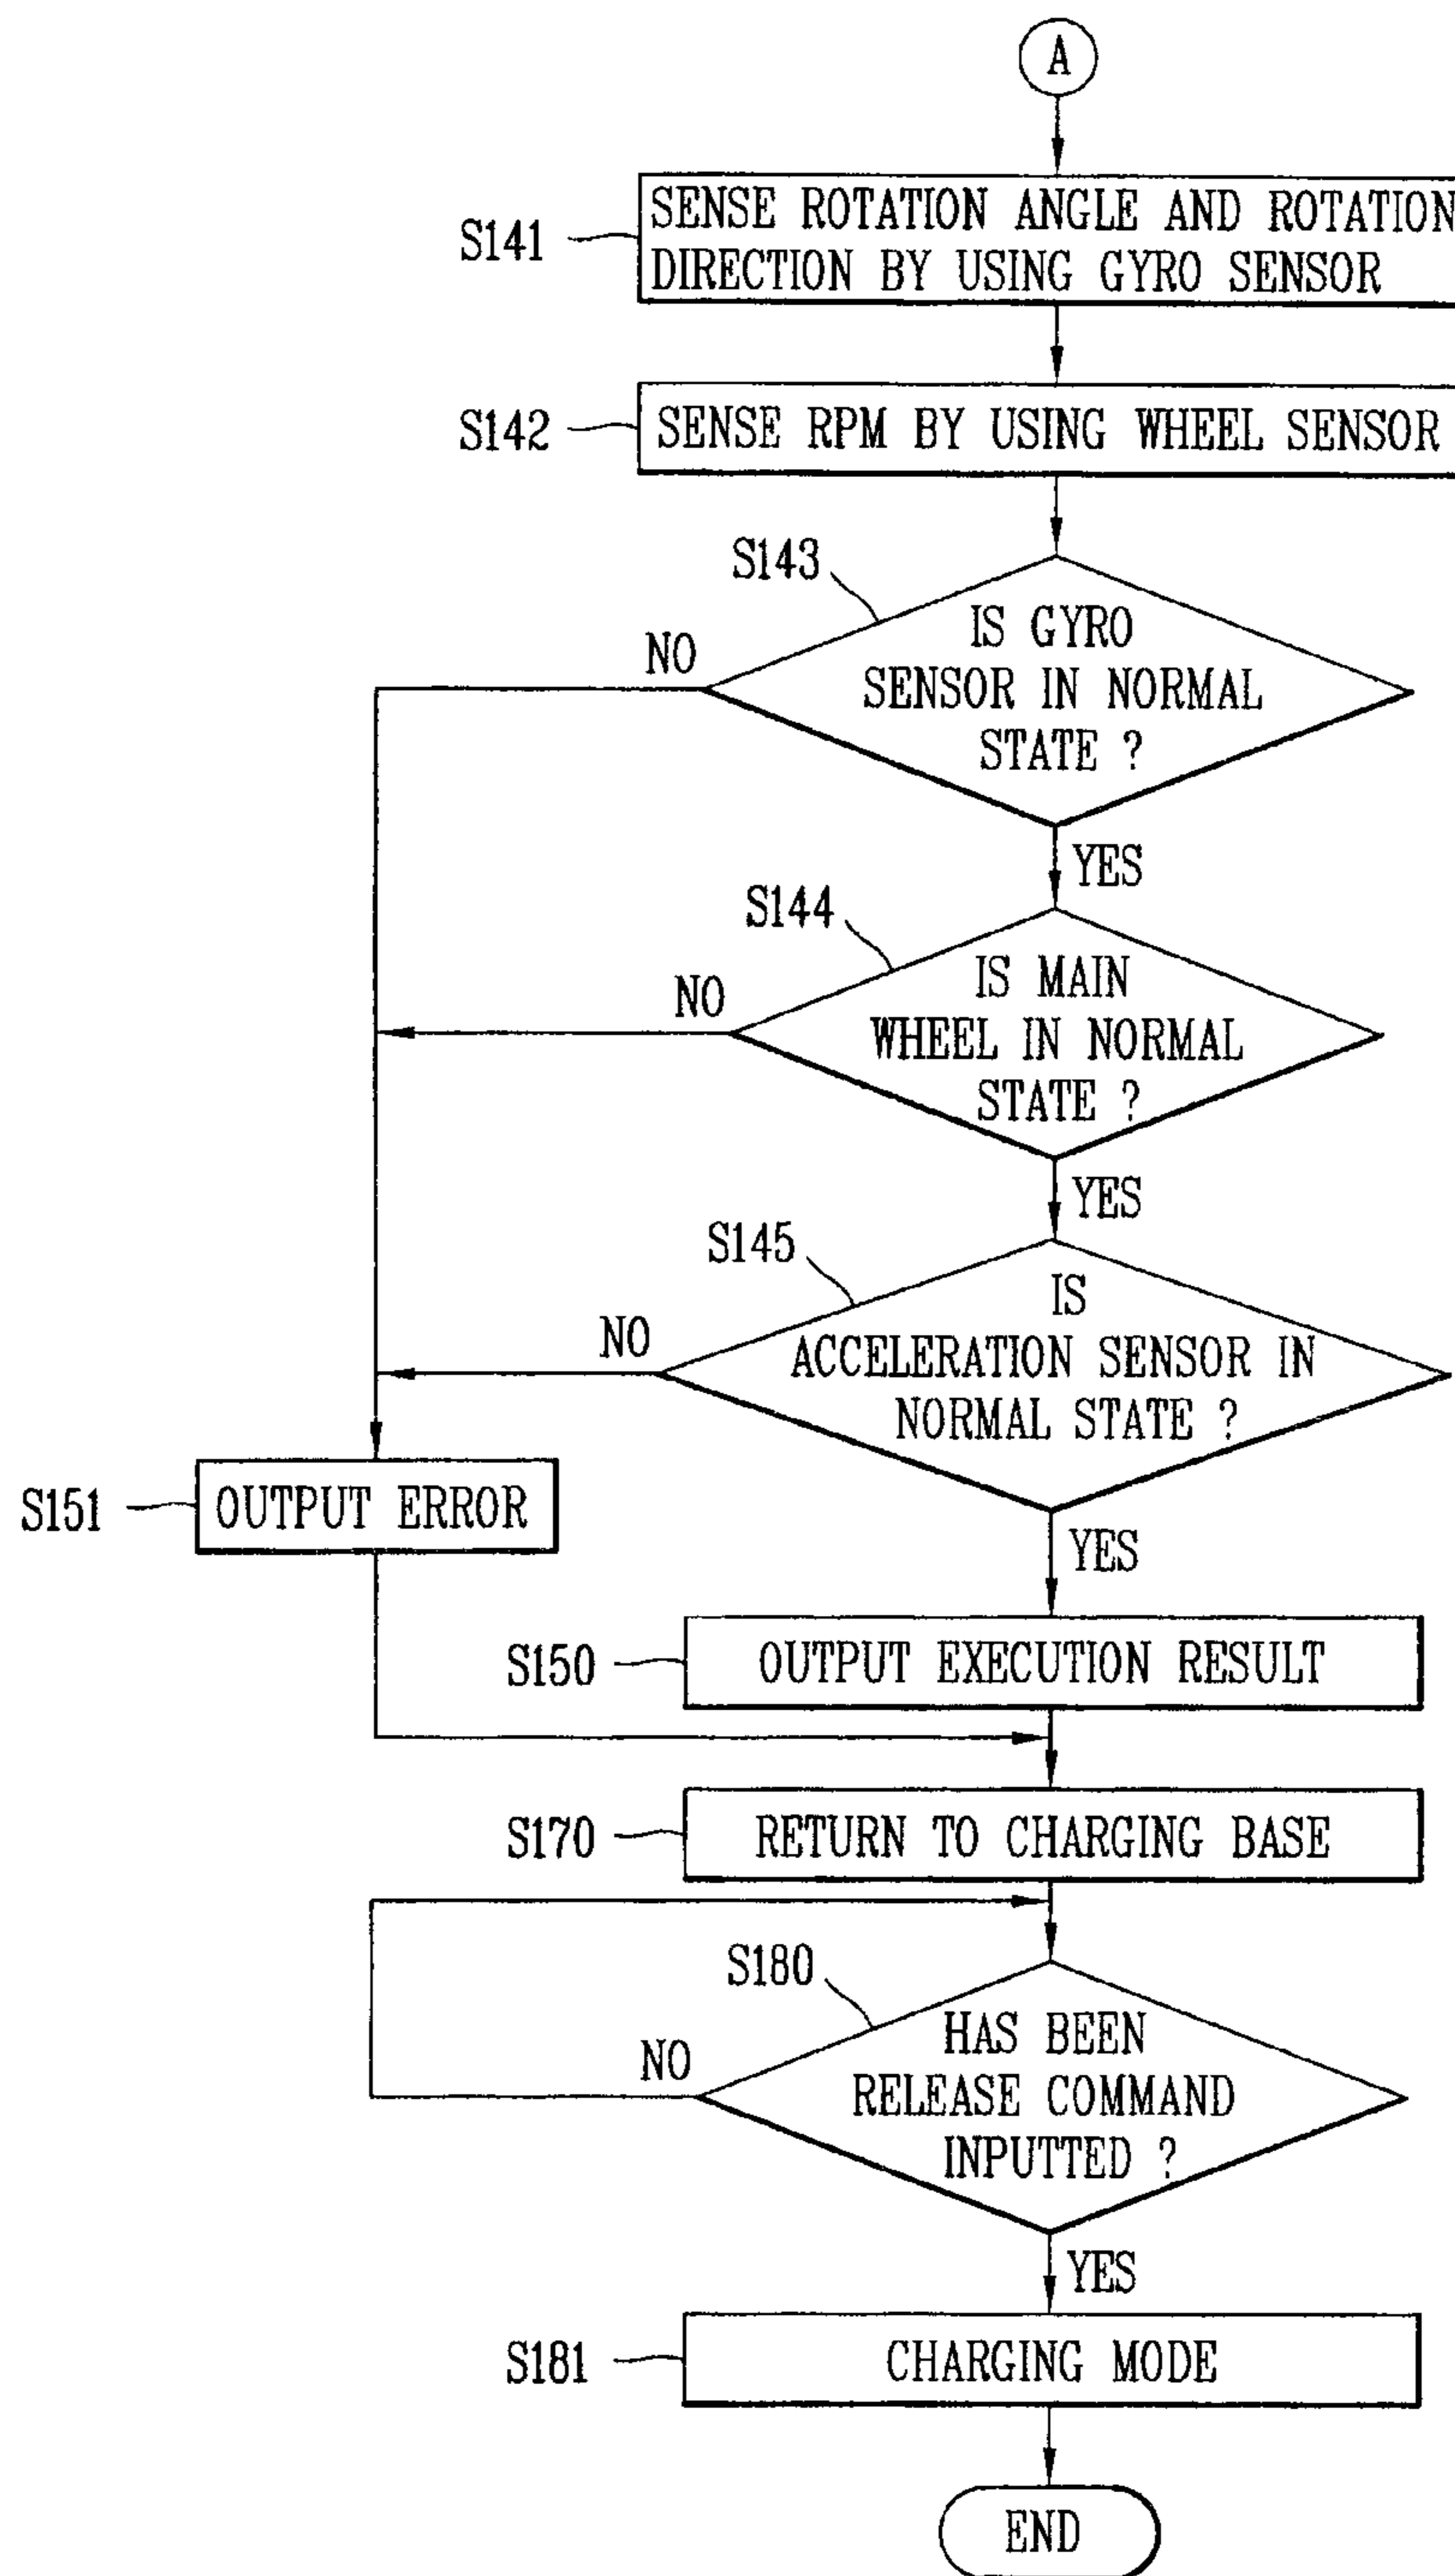 A
S141
SENSE ROTATION ANGLE AND ROTATION
DIRECTION BY USING GYRO SENSOR
S142
SENSE RPM BY USING WHEEL SENSOR
S143
NO
IS GYRO
SENSOR IN NORMAL
STATE ?
YES
S144
NO
IS MAIN
WHEEL IN NORMAL
STATE ?
YES
S145
NO
IS
ACCELERATION SENSOR IN
NORMAL STATE ?
S151
OUTPUT ERROR
YES
S150
OUTPUT EXECUTION RESULT
S170
RETURN TO CHARGING BASE
S180
NO
HAS BEEN
RELEASE COMMAND
INPUTTED ?
YES
S181
CHARGING MODE
END